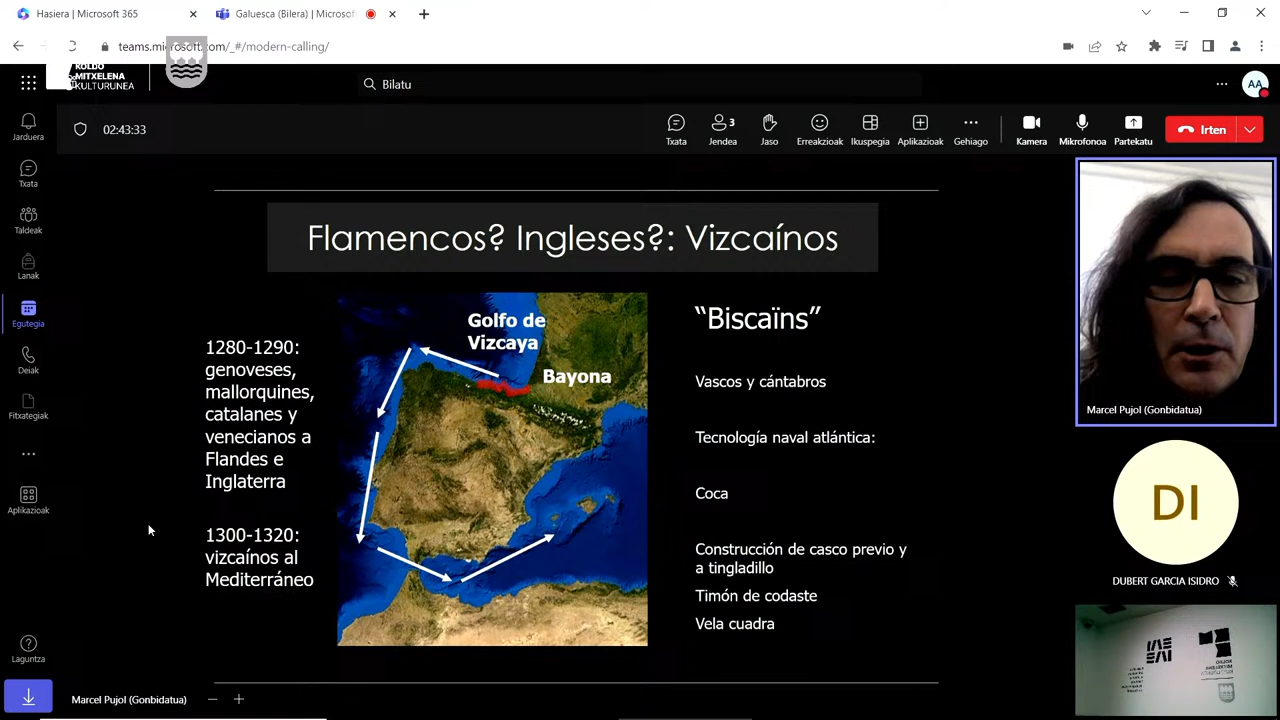 Hasiera | Microsoft 365
Galuesca (Bilera) | Microsoft
teams.microsoft.com/_#/modern-calling/
KOLDO
MITXELENA
KULTURUNEA
Bilatu
AA
02:43:33
Txata
3
Jendea
Jaso
Erreakzioak
Ikuspegia
Aplikazioak
Gehiago
Kamera
Mikrofonoa
Partekatu
Irten
Jarduera
Txata
Taldeak
Lanak
Egutegia
Deiak
Fitxategiak
Aplikazioak
Laguntza
Flamencos? Ingleses?: Vizcaínos
1280-1290:
genoveses,
mallorquines,
catalanes y
venecianos a
Flandes e
Inglaterra
1300-1320:
vizcaínos al
Mediterráneo
Golfo de
Vizcaya
Bayona
“Biscaïns”
Vascos y cántabros
Tecnología naval atlántica:
Coca
Construcción de casco previo y
a tingladillo
Timón de codaste
Vela cuadra
Marcel Pujol (Gonbidatua)
DI
DUBERT GARCIA ISIDRO
Marcel Pujol (Gonbidatua)